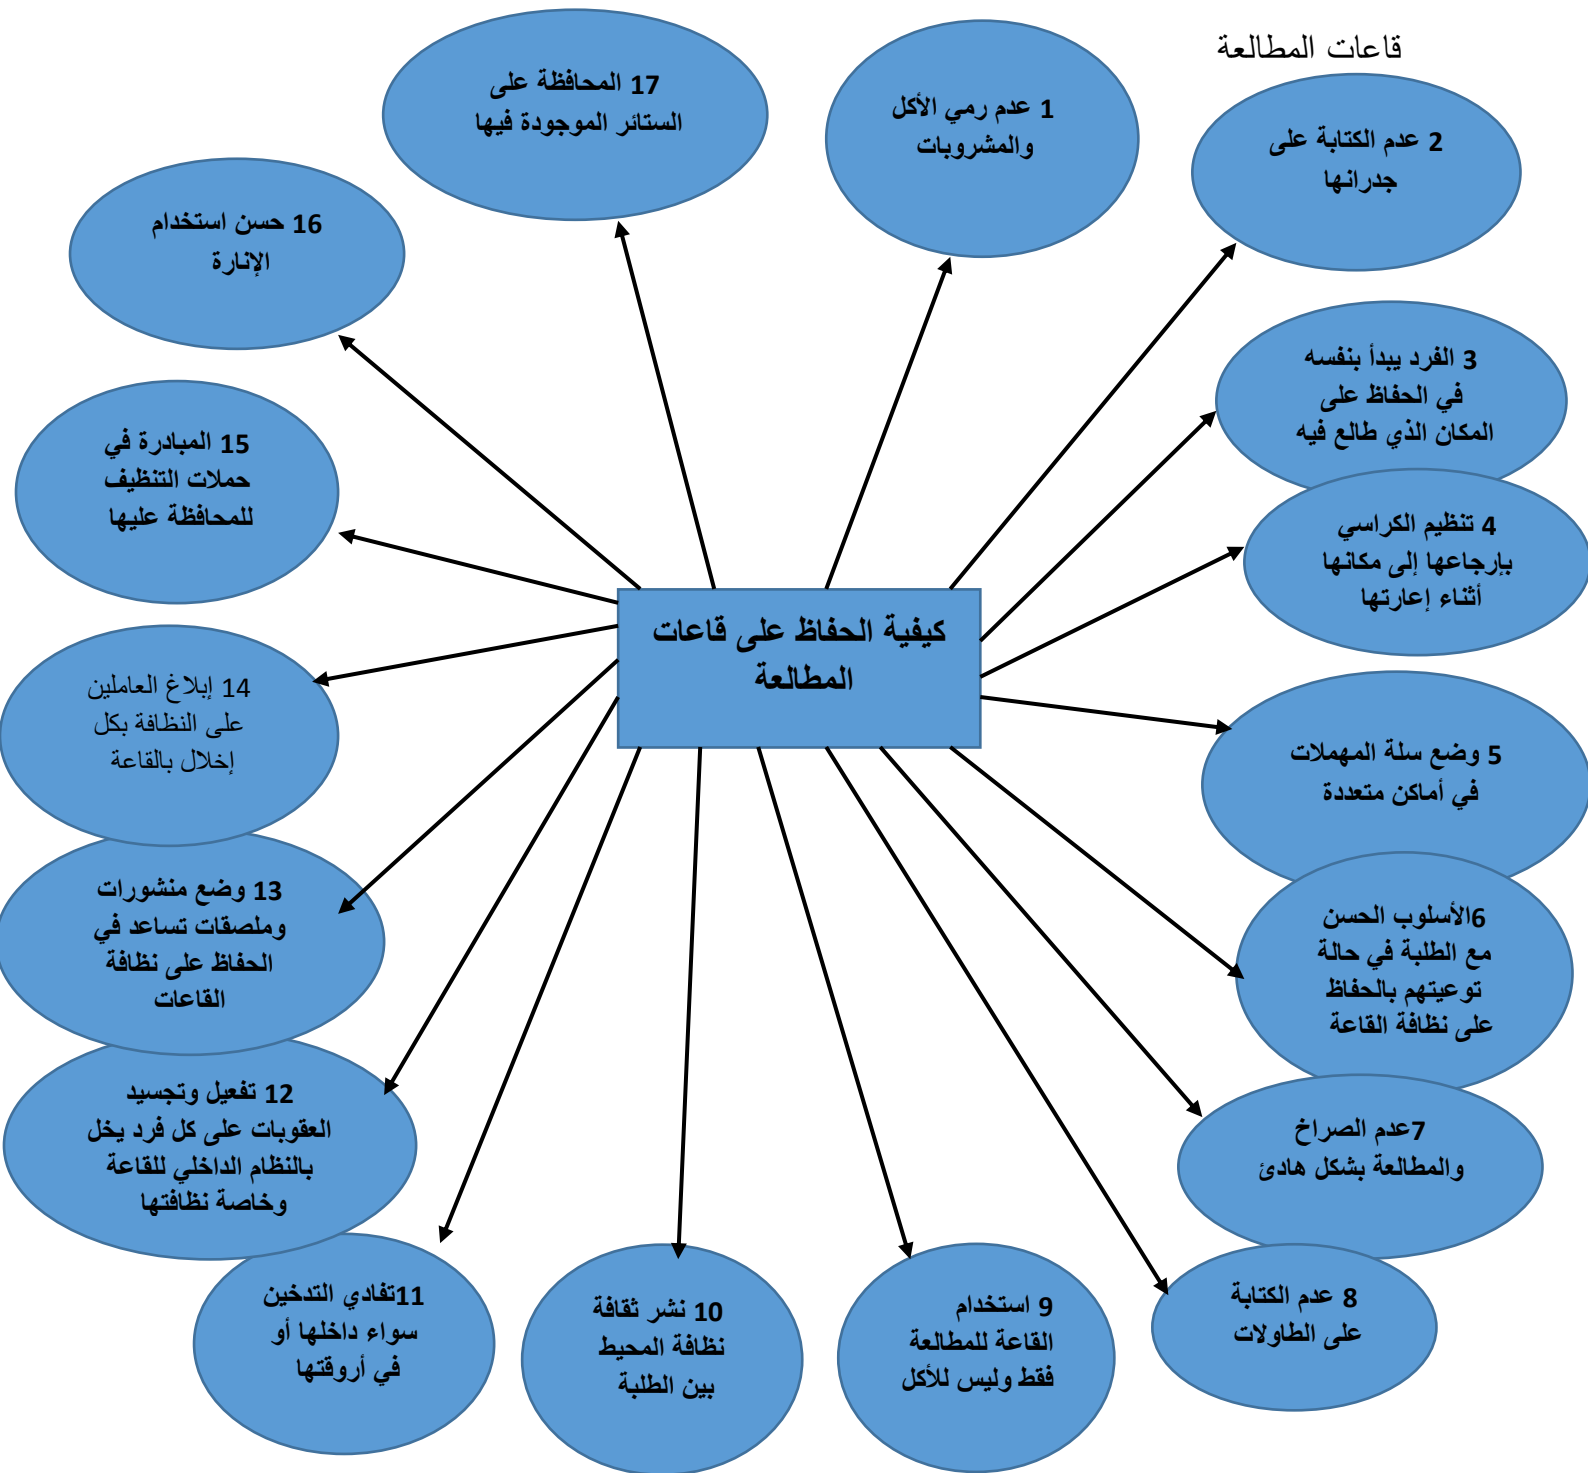 قاعات المطالعة
كيفية الحفاظ على قاعات
المطالعة
1 عدم رمي الأكل
والمشروبات
2 عدم الكتابة على
جدرانها
3 الفرد يبدأ بنفسه
في الحفاظ على
المكان الذي طالع فيه
4 تنظيم الكراسي
بإرجاعها إلى مكانها
أثناء إعارتها
5 وضع سلة المهملات
في أماكن متعددة
6الأسلوب الحسن
مع الطلبة في حالة
توعيتهم بالحفاظ
على نظافة القاعة
7عدم الصراخ
والمطالعة بشكل هادئ
8 عدم الكتابة
على الطاولات
9 استخدام
القاعة للمطالعة
فقط وليس للأكل
10 نشر ثقافة
نظافة المحيط
بين الطلبة
11تفادي التدخين
سواء داخلها أو
في أروقتها
12 تفعيل وتجسيد
العقوبات على كل فرد يخل
بالنظام الداخلي للقاعة
وخاصة نظافتها
13 وضع منشورات
وملصقات تساعد في
الحفاظ على نظافة
القاعات
14 إبلاغ العاملين
على النظافة بكل
إخلال بالقاعة
15 المبادرة في
حملات التنظيف
للمحافظة عليها
16 حسن استخدام
الإنارة
17 المحافظة على
الستائر الموجودة فيها